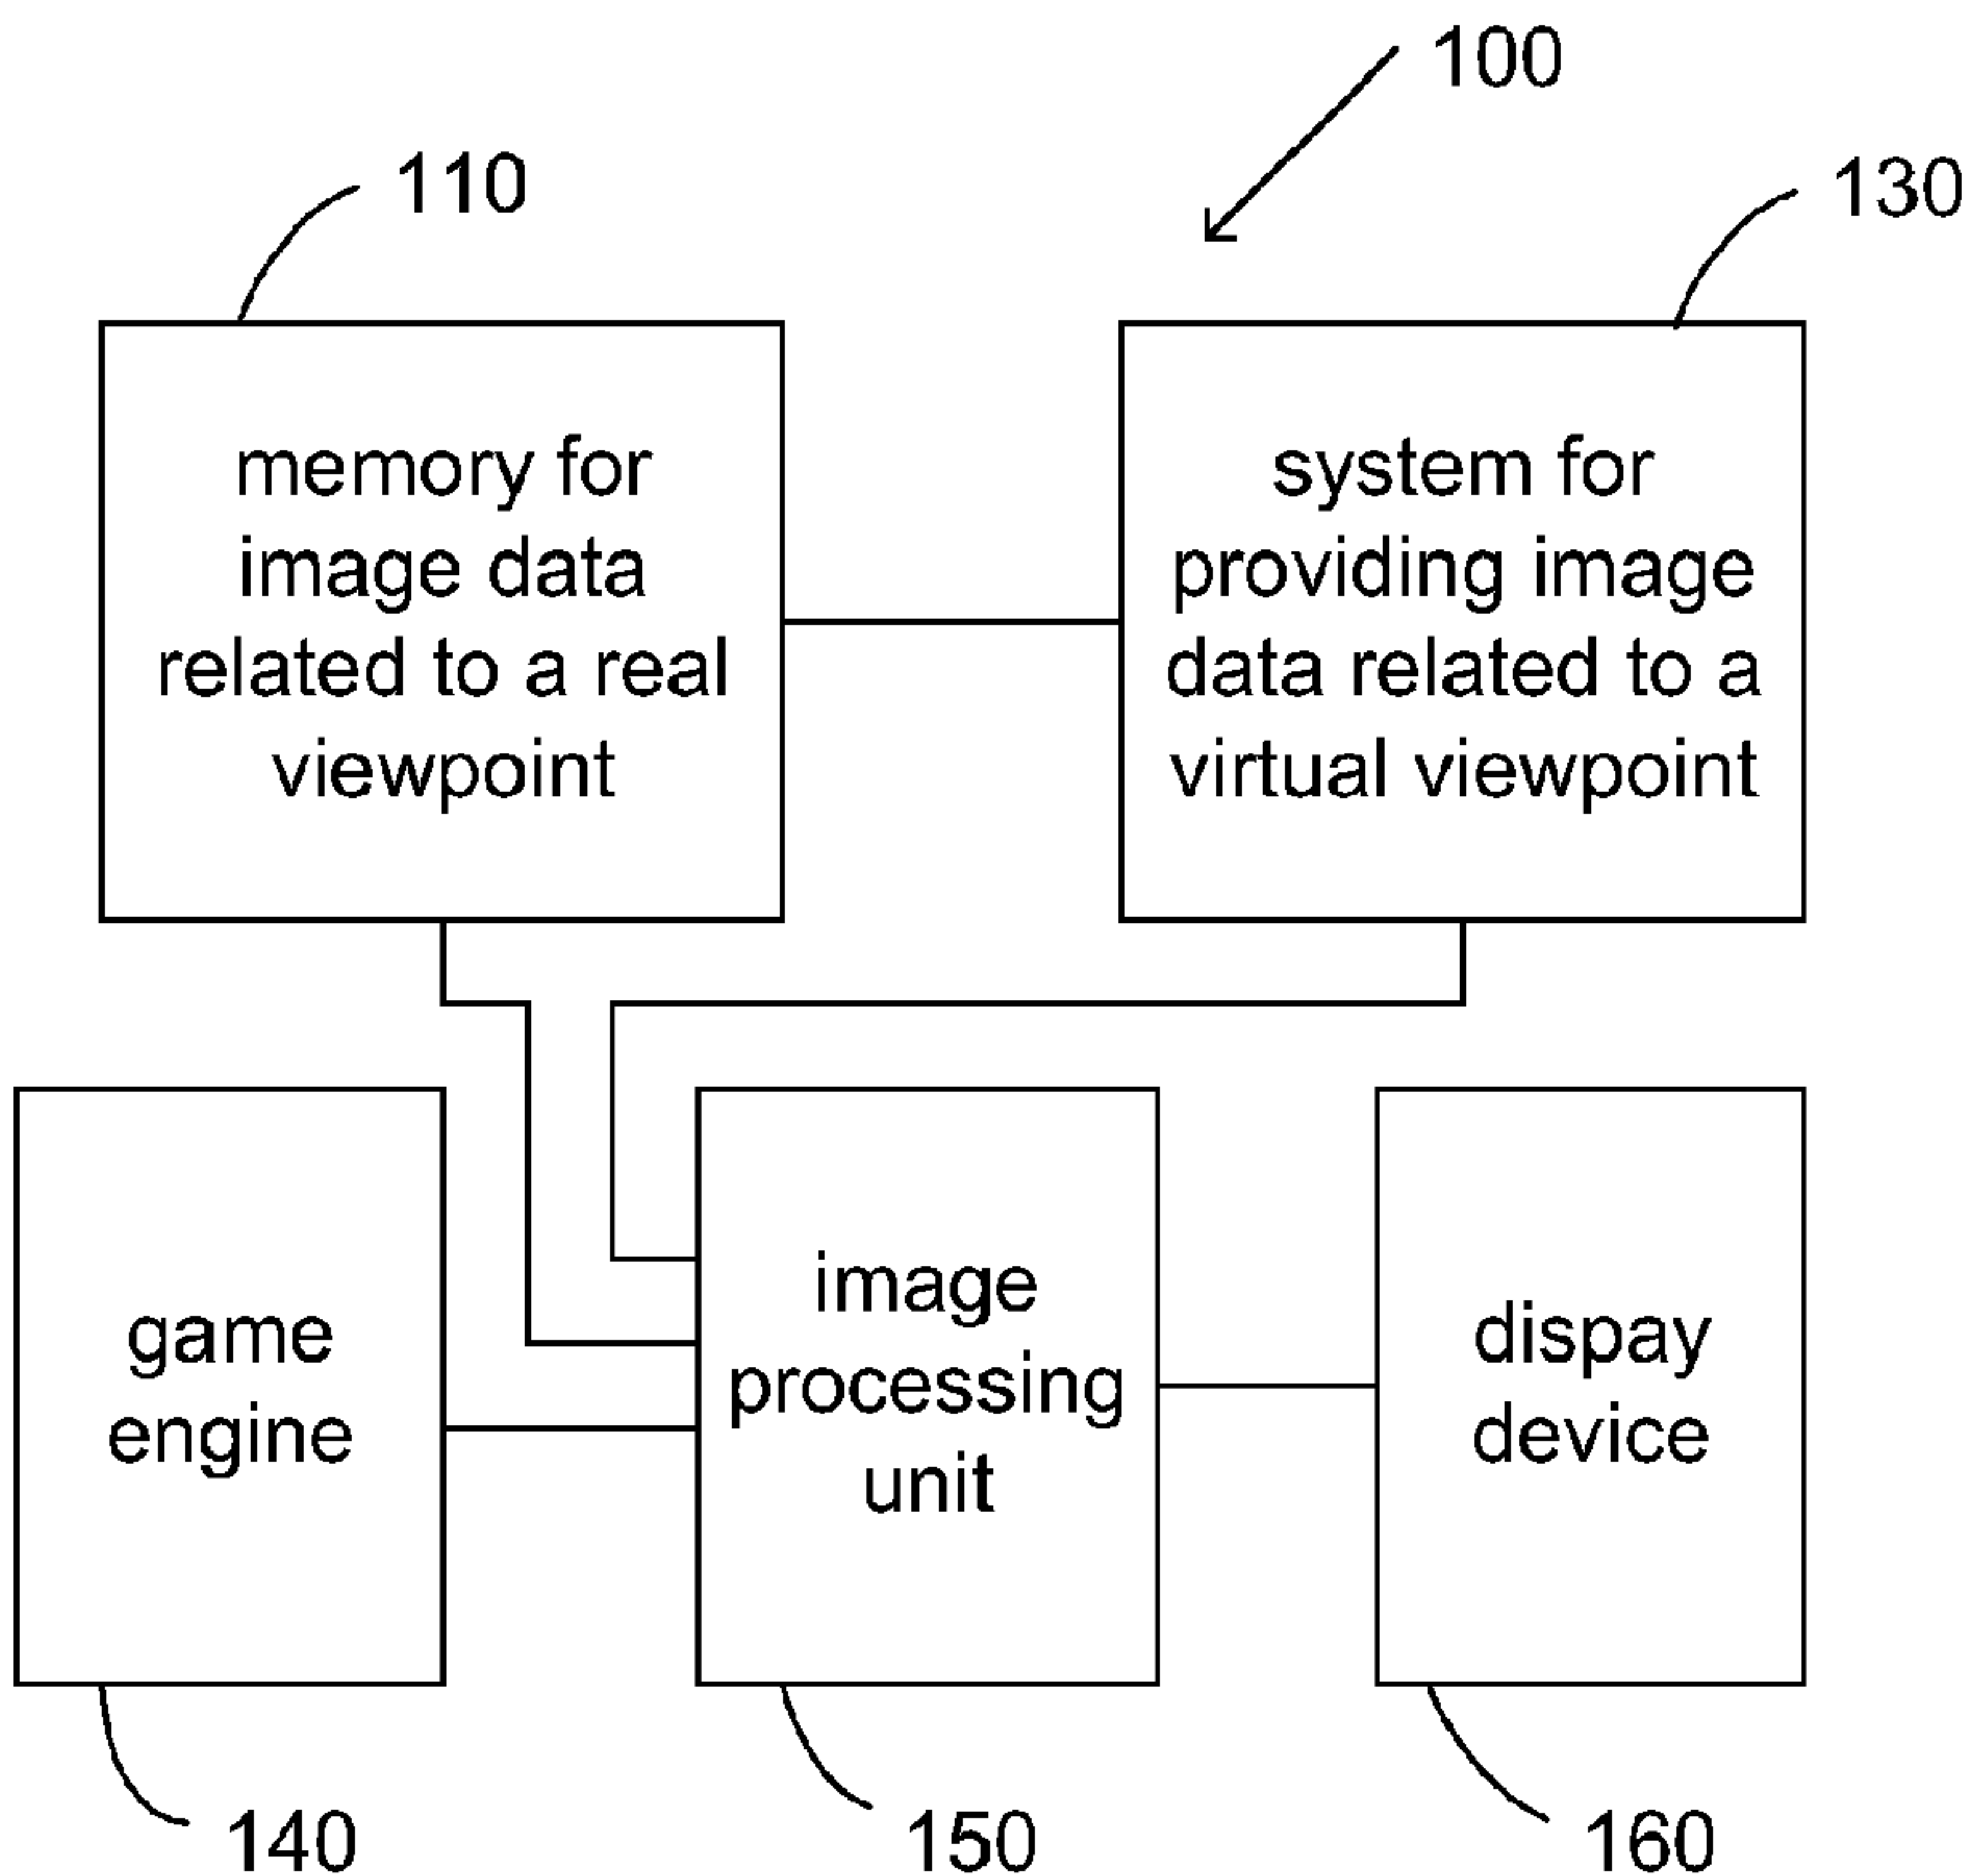 100
110
130
memory for
image data
related to a real
viewpoint
system for
providing image
data related to a
virtual viewpoint
game
engine
image
processing
unit
dispay
device
140
150
160